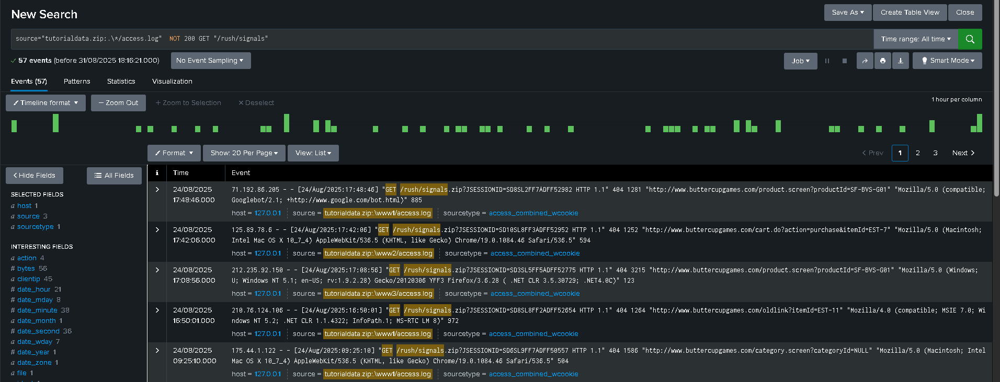 New Search
Save As
Create Table View
Close
source="tutorialdata.zip:.\*/access.log"  NOT 200 GET "/rush/signals"
Time range: All time
57 events (before 31/08/2025 18:16:21.000)
No Event Sampling
Job
Smart Mode
Events (57)
Patterns
Statistics
Visualization
Timeline format
— Zoom Out
+ Zoom to Selection
× Deselect
1 hour per column
Format
Show: 20 Per Page
View: List
< Prev
1
2
3
Next >
< Hide Fields
All Fields
SELECTED FIELDS
a host 1
a source 3
a sourcetype 1
INTERESTING FIELDS
a action 4
# bytes 56
a clientip 45
# date_hour 21
# date_mday 8
# date_minute 38
a date_month 1
# date_second 36
a date_wday 7
# date_year 1
a date_zone 1
a file 1
i
Time
Event
24/08/2025
17:48:46.000
71.192.86.205 - - [24/Aug/2025:17:48:46] "GET /rush/signals.zip?JSESSIONID=SD8SL2FF7ADFF52982 HTTP 1.1" 404 1281 "http://www.buttercupgames.com/product.screen?productId=SF-BVS-G01" "Mozilla/5.0 (compatible;
Googlebot/2.1; +http://www.google.com/bot.html)" 885
host = 127.0.0.1
source = tutorialdata.zip:.\www1/access.log
sourcetype = access_combined_wcookie
24/08/2025
17:42:06.000
125.89.78.6 - - [24/Aug/2025:17:42:06] "GET /rush/signals.zip?JSESSIONID=SD10SL8FF3ADFF52952 HTTP 1.1" 404 1252 "http://www.buttercupgames.com/cart.do?action=purchase&itemId=EST-7" "Mozilla/5.0 (Macintosh;
Intel Mac OS X 10_7_4) AppleWebKit/536.5 (KHTML, like Gecko) Chrome/19.0.1084.46 Safari/536.5" 594
host = 127.0.0.1
source = tutorialdata.zip:.\www2/access.log
sourcetype = access_combined_wcookie
24/08/2025
17:08:56.000
212.235.92.150 - - [24/Aug/2025:17:08:56] "GET /rush/signals.zip?JSESSIONID=SD3SL5FF5ADFF52775 HTTP 1.1" 404 3215 "http://www.buttercupgames.com/product.screen?productId=SF-BVS-G01" "Mozilla/5.0 (Windows;
U; Windows NT 5.1; en-US; rv:1.9.2.28) Gecko/20120306 YFF3 Firefox/3.6.28 ( .NET CLR 3.5.30729; .NET4.0C)" 123
host = 127.0.0.1
source = tutorialdata.zip:.\www3/access.log
sourcetype = access_combined_wcookie
24/08/2025
16:50:01.000
210.76.124.106 - - [24/Aug/2025:16:50:01] "GET /rush/signals.zip?JSESSIONID=SD8SL8FF2ADFF52654 HTTP 1.1" 404 1264 "http://www.buttercupgames.com/oldlink?itemId=EST-11" "Mozilla/4.0 (compatible; MSIE 7.0; Wi
ndows NT 5.2; .NET CLR 1.1.4322; InfoPath.1; MS-RTC LM 8)" 972
host = 127.0.0.1
source = tutorialdata.zip:.\www1/access.log
sourcetype = access_combined_wcookie
24/08/2025
09:25:10.000
175.44.1.122 - - [24/Aug/2025:09:25:10] "GET /rush/signals.zip?JSESSIONID=SD6SL9FF7ADFF50557 HTTP 1.1" 404 1586 "http://www.buttercupgames.com/category.screen?categoryId=NULL" "Mozilla/5.0 (Macintosh; Intel
Mac OS X 10_7_4) AppleWebKit/536.5 (KHTML, like Gecko) Chrome/19.0.1084.46 Safari/536.5" 504
host = 127.0.0.1
source = tutorialdata.zip:.\www1/access.log
sourcetype = access_combined_wcookie